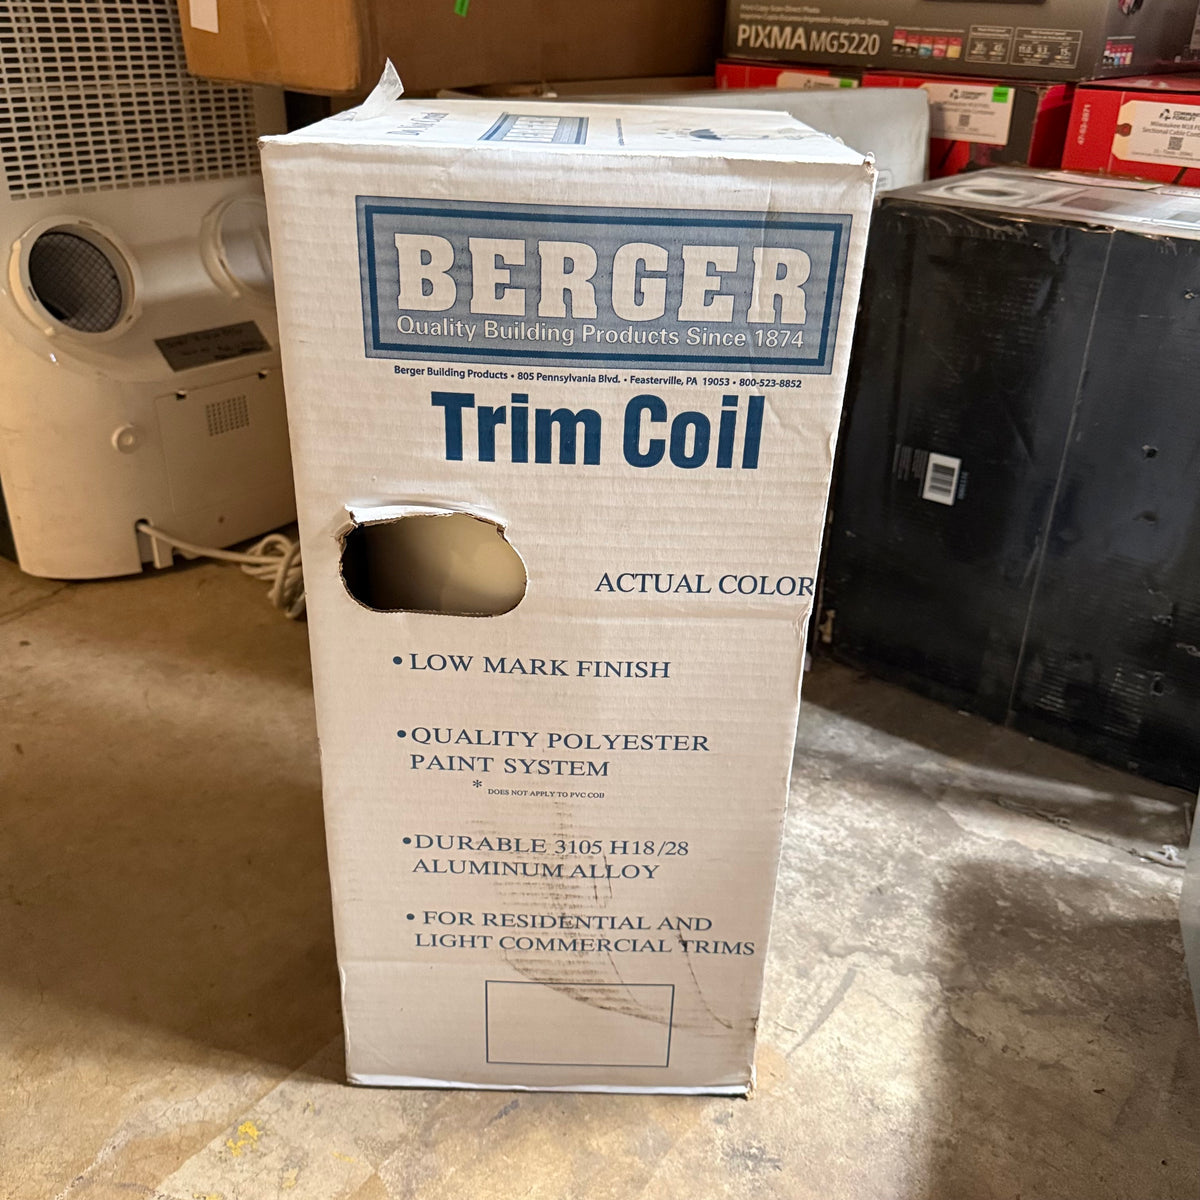 PIXMA MG5220
BERGER
Quality Building Products Since 1874
Berger Building Products • 805 Pennsylvania Blvd. • Feasterville, PA 19053 • 800-523-8852
Trim Coil
ACTUAL COLOR
• LOW MARK FINISH
• QUALITY POLYESTER
PAINT SYSTEM
* DOES NOT APPLY TO PVC COIL
• DURABLE 3105 H18/28
ALUMINUM ALLOY
• FOR RESIDENTIAL AND
LIGHT COMMERCIAL TRIMS